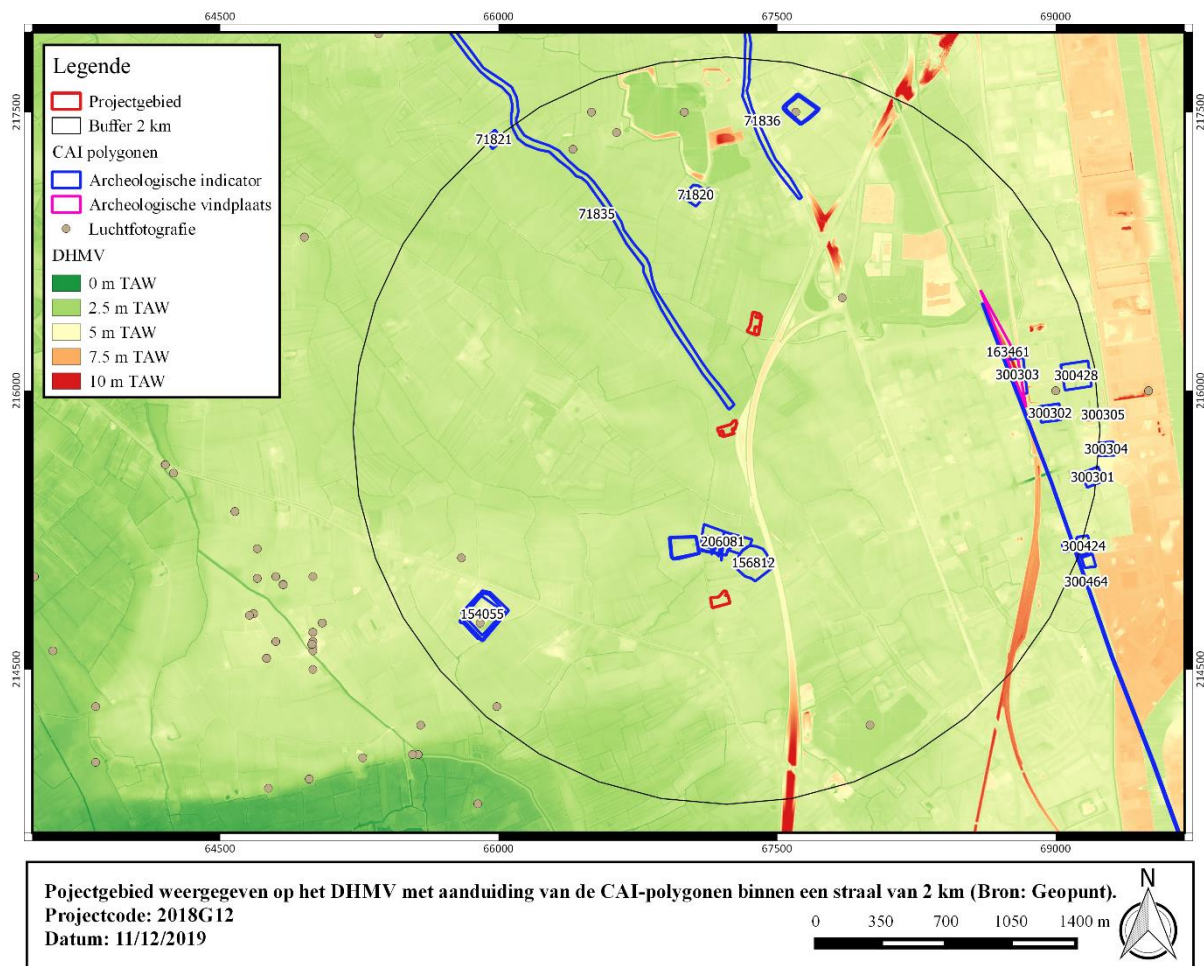 64500 66000 67500 69000
Legende
Projectgebied
Buffer 2 km
CAI polygonen
Archeologische indicator
Archeologische vindplaats
Luchtfotografie
DHMV
0 m TAW
2.5 m TAW
5 m TAW
7.5 m TAW
10 m TAW
217500 217500
71836
71821
71820
71835
216000 216000
163461
300303
300428
300302
300305
300304
300301
206081
156812
300424
300464
154055
214500 214500
64500 66000 67500 69000
Pojectgebied weergegeven op het DHMV met aanduiding van de CAI-polygonen binnen een straal van 2 km (Bron: Geopunt).
Projectcode: 2018G12
Datum: 11/12/2019
0 350 700 1050 1400 m
N